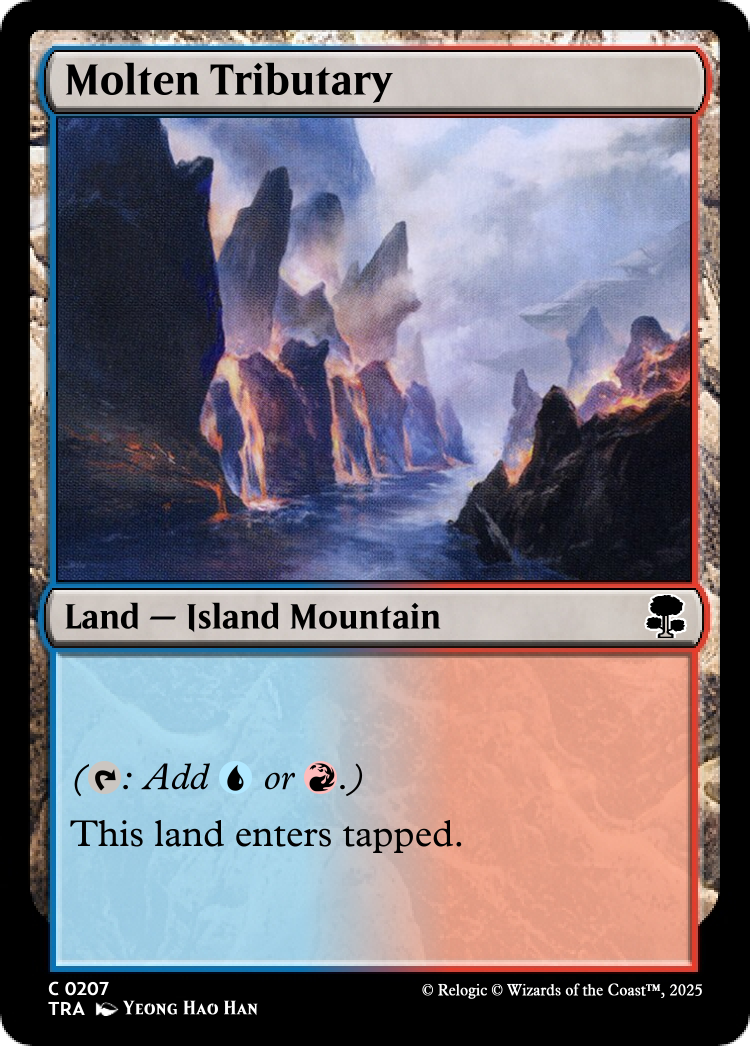 Molten Tributary
Land — Island Mountain
(: Add or .)
This land enters tapped.
C 0207
TRA YEONG HAO HAN
© Relogic © Wizards of the Coast™, 2025